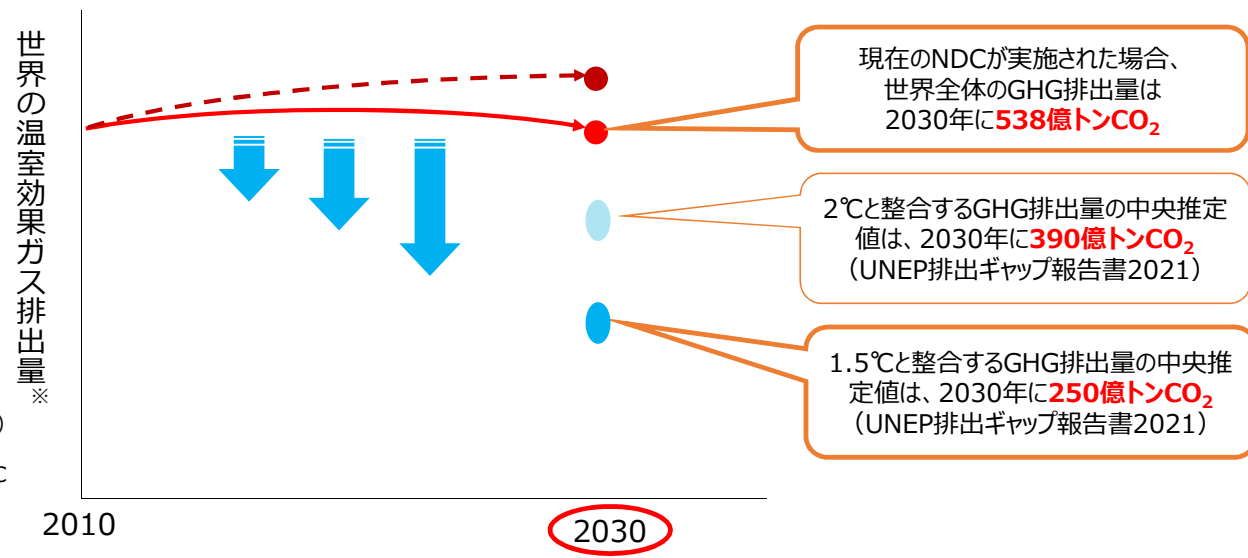 世界の温室効果ガス排出量※
)
C
2010
2030
現在のNDCが実施された場合、
世界全体のGHG排出量は
2030年に538億トンCO₂
2℃と整合するGHG排出量の中央推定
値は、2030年に390億トンCO₂
（UNEP排出ギャップ報告書2021）
1.5℃と整合するGHG排出量の中央推
定値は、2030年に250億トンCO₂
（UNEP排出ギャップ報告書2021）